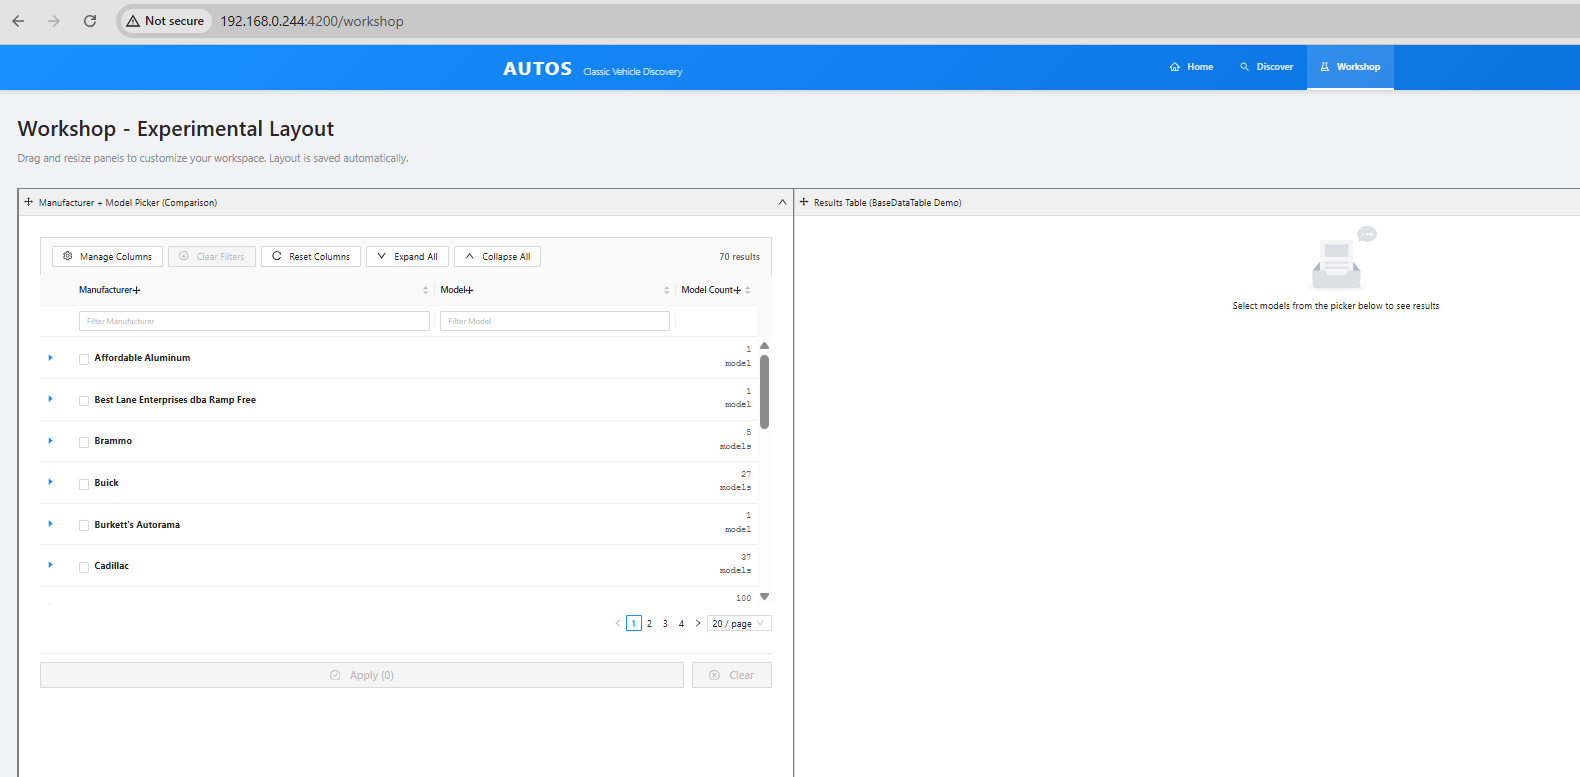 Not secure 192.168.0.244:4200/workshop
AUTOS Classic Vehicle Discovery Home Discover Workshop
Workshop - Experimental Layout
Drag and resize panels to customize your workspace. Layout is saved automatically.
Manufacturer + Model Picker (Comparison)
Manage Columns Clear Filters Reset Columns Expand All Collapse All 70 results
Manufacturer Model Model Count
Filter Manufacturer Filter Model
Affordable Aluminum 1
model
Best Lane Enterprises dba Ramp Free 1
model
Brammo 5
models
Buick 27
models
Burkett's Autorama 1
model
Cadillac 37
models
100
1 2 3 4 20 / page
Apply (0) Clear
Results Table (BaseDataTable Demo)
Select models from the picker below to see results